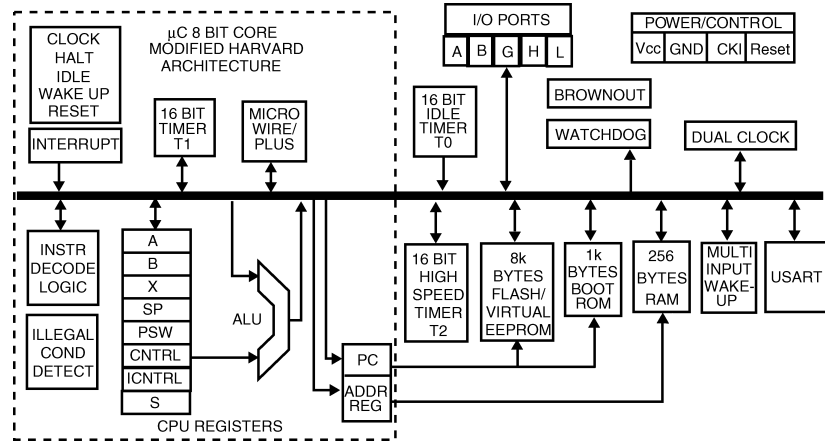 I/O PORTS
A B G H L
POWER/CONTROL
Vcc GND CKI Reset
CLOCK
HALT
IDLE
WAKE UP
RESET
µC 8 BIT CORE
MODIFIED HARVARD
ARCHITECTURE
INTERRUPT
16 BIT
TIMER
T1
MICRO
WIRE/
PLUS
16 BIT
IDLE
TIMER
T0
BROWNOUT
WATCHDOG
DUAL CLOCK
INSTR
DECODE
LOGIC
ILLEGAL
COND
DETECT
A
B
X
SP
PSW
CNTRL
ICNTRL
S
ALU
CPU REGISTERS
PC
ADDR
REG
16 BIT
HIGH
SPEED
TIMER
T2
8k
BYTES
FLASH/
VIRTUAL
EEPROM
1k
BYTES
BOOT
ROM
256
BYTES
RAM
MULTI
INPUT
WAKE-
UP
USART